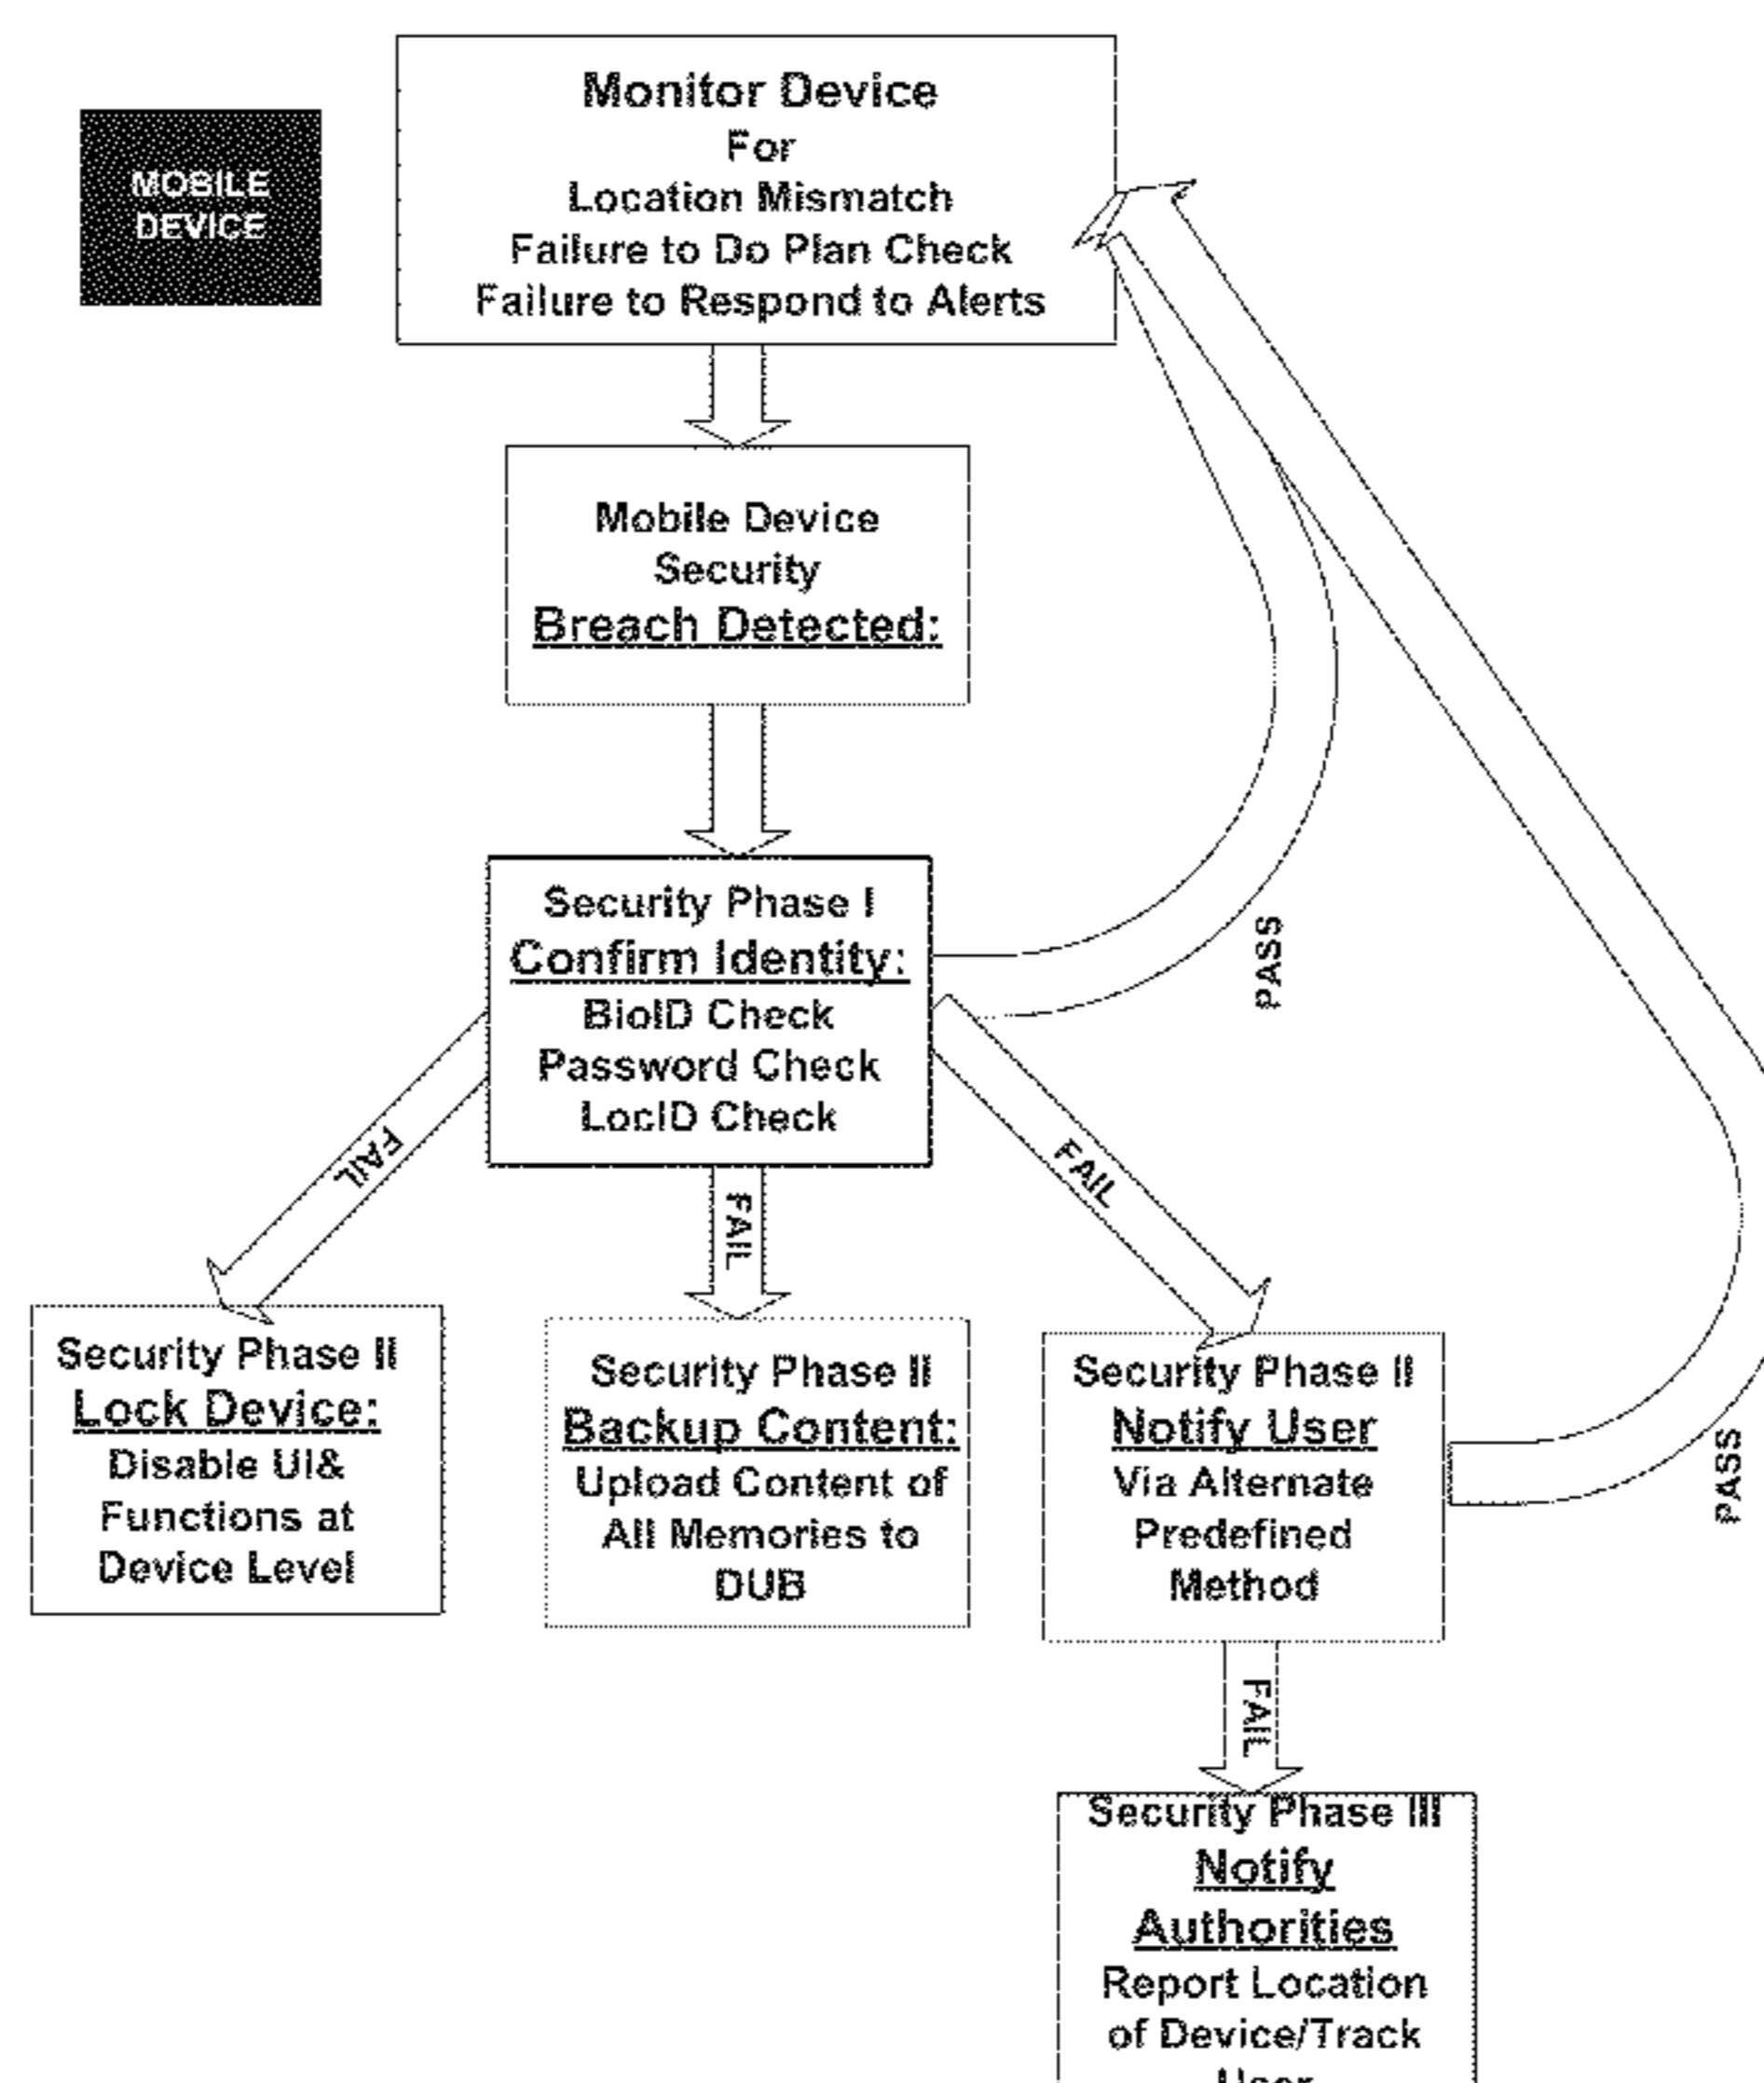 MOBILE
DEVICE
Monitor Device
For
Location Mismatch
Failure to Do Plan Check
Failure to Respond to Alerts
Mobile Device
Security
Breach Detected:
Security Phase I
Confirm Identity:
BioID Check
Password Check
LocID Check
PASS
FAIL
FAIL
FAIL
Security Phase II
Lock Device:
Disable UI&
Functions at
Device Level
Security Phase II
Backup Content:
Upload Content of
All Memories to
DUB
Security Phase II
Notify User
Via Alternate
Predefined
Method
PASS
FAIL
Security Phase III
Notify
Authorities
Report Location
of Device/Track
User